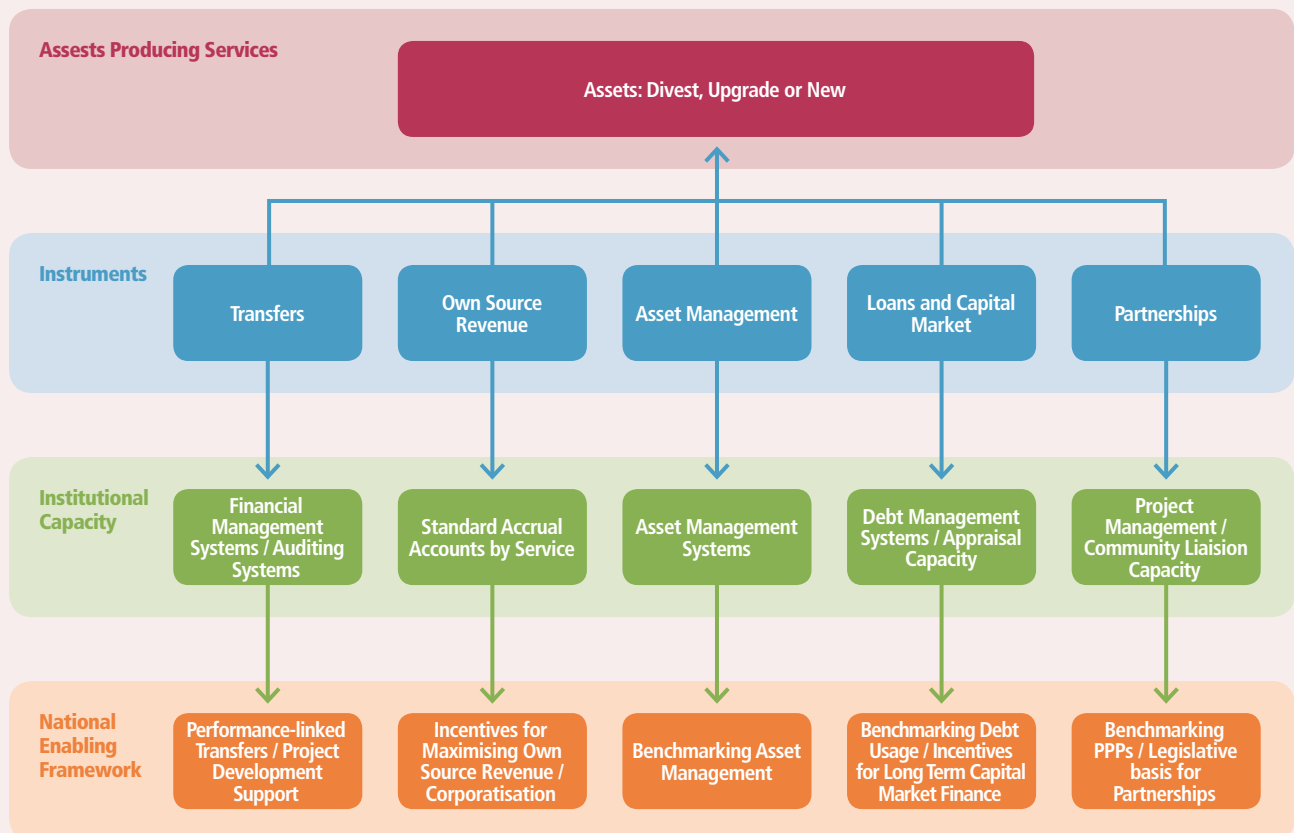 Assests Producing Services
Assets: Divest, Upgrade or New
Instruments
Transfers
Own Source
Revenue
Asset Management
Loans and Capital
Market
Partnerships
Institutional
Capacity
Financial
Management
Systems / Auditing
Systems
Standard Accrual
Accounts by Service
Asset Management
Systems
Debt Management
Systems / Appraisal
Capacity
Project
Management /
Community Liaision
Capacity
National
Enabling
Framework
Performance-linked
Transfers / Project
Development
Support
Incentives for
Maximising Own
Source Revenue /
Corporatisation
Benchmarking Asset
Management
Benchmarking Debt
Usage / Incentives
for Long Term Capital
Market Finance
Benchmarking
PPPs / Legislative
basis for
Partnerships